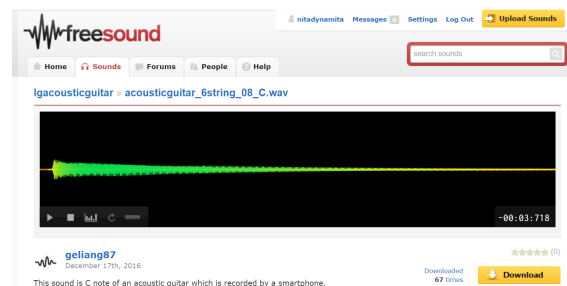 freesound
nitadynamita Messages 0 Settings Log Out Upload Sounds
search sounds
Home Sounds Forums People Help
lgacousticguitar » acousticguitar_6string_08_C.wav
-00:03:718
geliang87
December 17th, 2016
(0)
Downloaded
67 times
Download
This sound is C note of an acoustic guitar which is recorded by a smartphone.